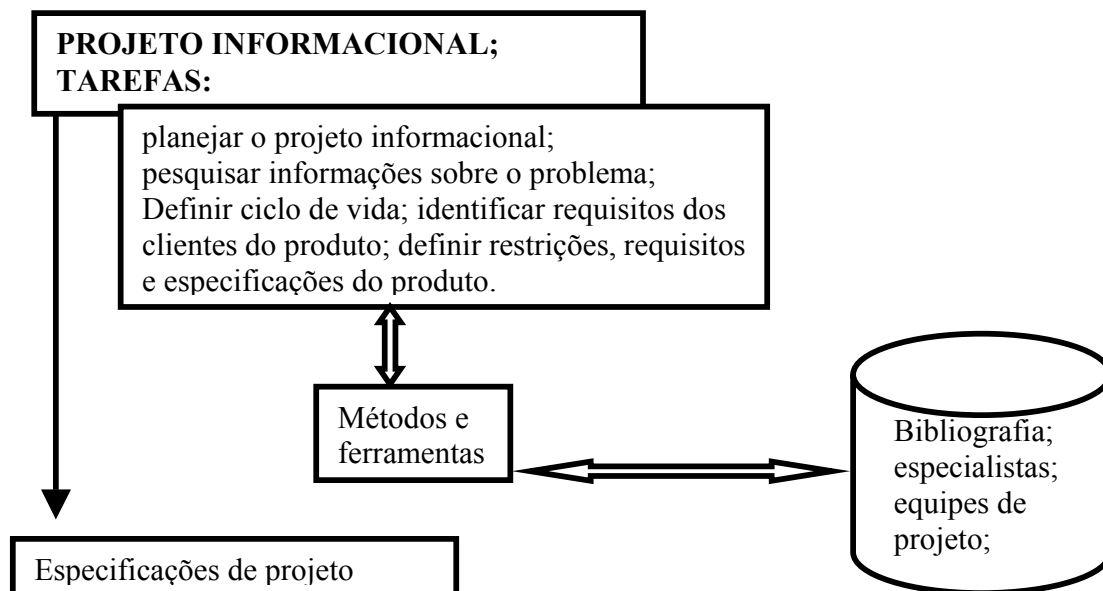 PROJETO INFORMACIONAL;
TAREFAS:
planejar o projeto informacional;
pesquisar informações sobre o problema;
Definir ciclo de vida; identificar requisitos dos
clientes do produto; definir restrições, requisitos
e especificações do produto.
Métodos e
ferramentas
Bibliografia;
especialistas;
equipes de
projeto;
Especificações de projeto